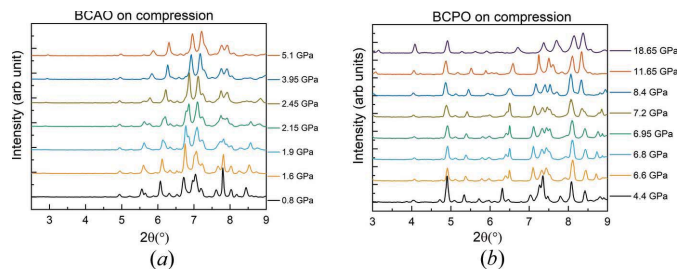 BCAO on compression
Intensity (arb unit)
5.1 GPa
3.95 GPa
2.45 GPa
2.15 GPa
1.9 GPa
1.6 GPa
0.8 GPa
3 4 5 6 7 8 9
2θ(°)
(a)
BCPO on compression
Intensity (arb units)
18.65 GPa
11.65 GPa
8.4 GPa
7.2 GPa
6.95 GPa
6.8 GPa
6.6 GPa
4.4 GPa
3 4 5 6 7 8 9
2θ(°)
(b)